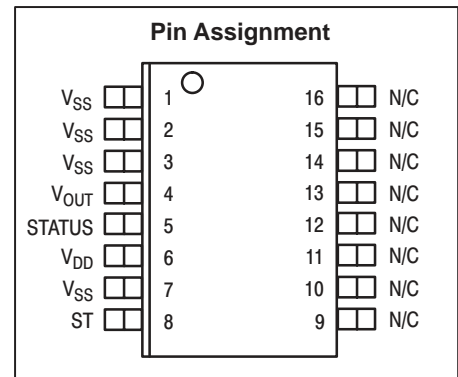 Pin Assignment
VSS 1 16 N/C
VSS 2 15 N/C
VSS 3 14 N/C
VOUT 4 13 N/C
STATUS 5 12 N/C
VDD 6 11 N/C
VSS 7 10 N/C
ST 8 9 N/C